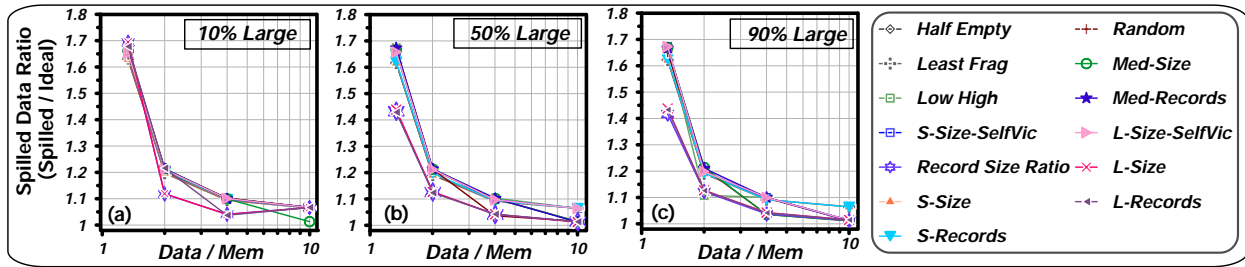 Spilled Data Ratio
(Spilled / Ideal)
1.8
1.7
1.6
1.5
1.4
1.3
1.2
1.1
1
10% Large
(a)
1
10
Data / Mem
1.8
1.7
1.6
1.5
1.4
1.3
1.2
1.1
1
50% Large
(b)
1
10
Data / Mem
1.8
1.7
1.6
1.5
1.4
1.3
1.2
1.1
1
90% Large
(c)
1
10
Data / Mem
Half Empty
Least Frag
Low High
S-Size-SelfVic
Record Size Ratio
S-Size
S-Records
Random
Med-Size
Med-Records
L-Size-SelfVic
L-Size
L-Records